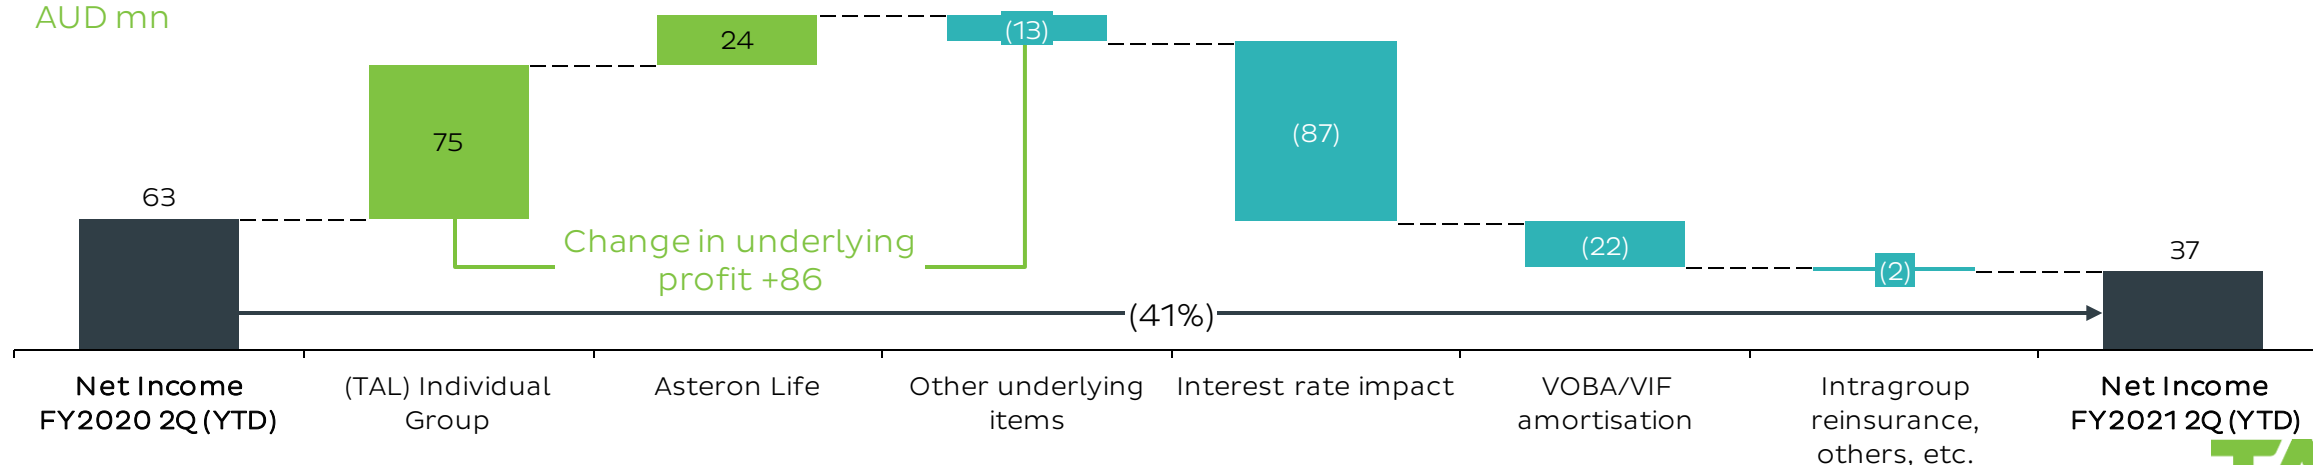 AUD mn
63
75
24
(13)
(87)
(22)
(2)
37
Change in underlying
profit +86
(41%)
Net Income
FY2020 2Q (YTD)
(TAL) Individual
Group
Asteron Life
Other underlying
items
Interest rate impact
VOBA/VIF
amortisation
Intragroup
reinsurance,
others, etc.
Net Income
FY2021 2Q (YTD)